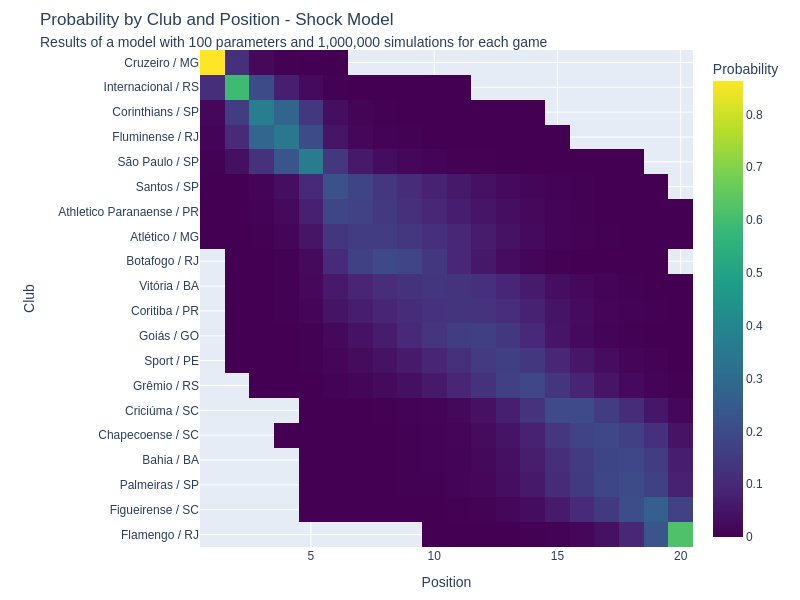 Probability by Club and Position - Shock Model
Results of a model with 100 parameters and 1,000,000 simulations for each game
Cruzeiro / MG
Internacional / RS
Corinthians / SP
Fluminense / RJ
São Paulo / SP
Santos / SP
Athletico Paranaense / PR
Atlético / MG
Botafogo / RJ
Vitória / BA
Coritiba / PR
Goiás / GO
Sport / PE
Grêmio / RS
Criciúma / SC
Chapecoense / SC
Bahia / BA
Palmeiras / SP
Figueirense / SC
Flamengo / RJ
Club
5 10 15 20
Position
Probability
0.8
0.7
0.6
0.5
0.4
0.3
0.2
0.1
0